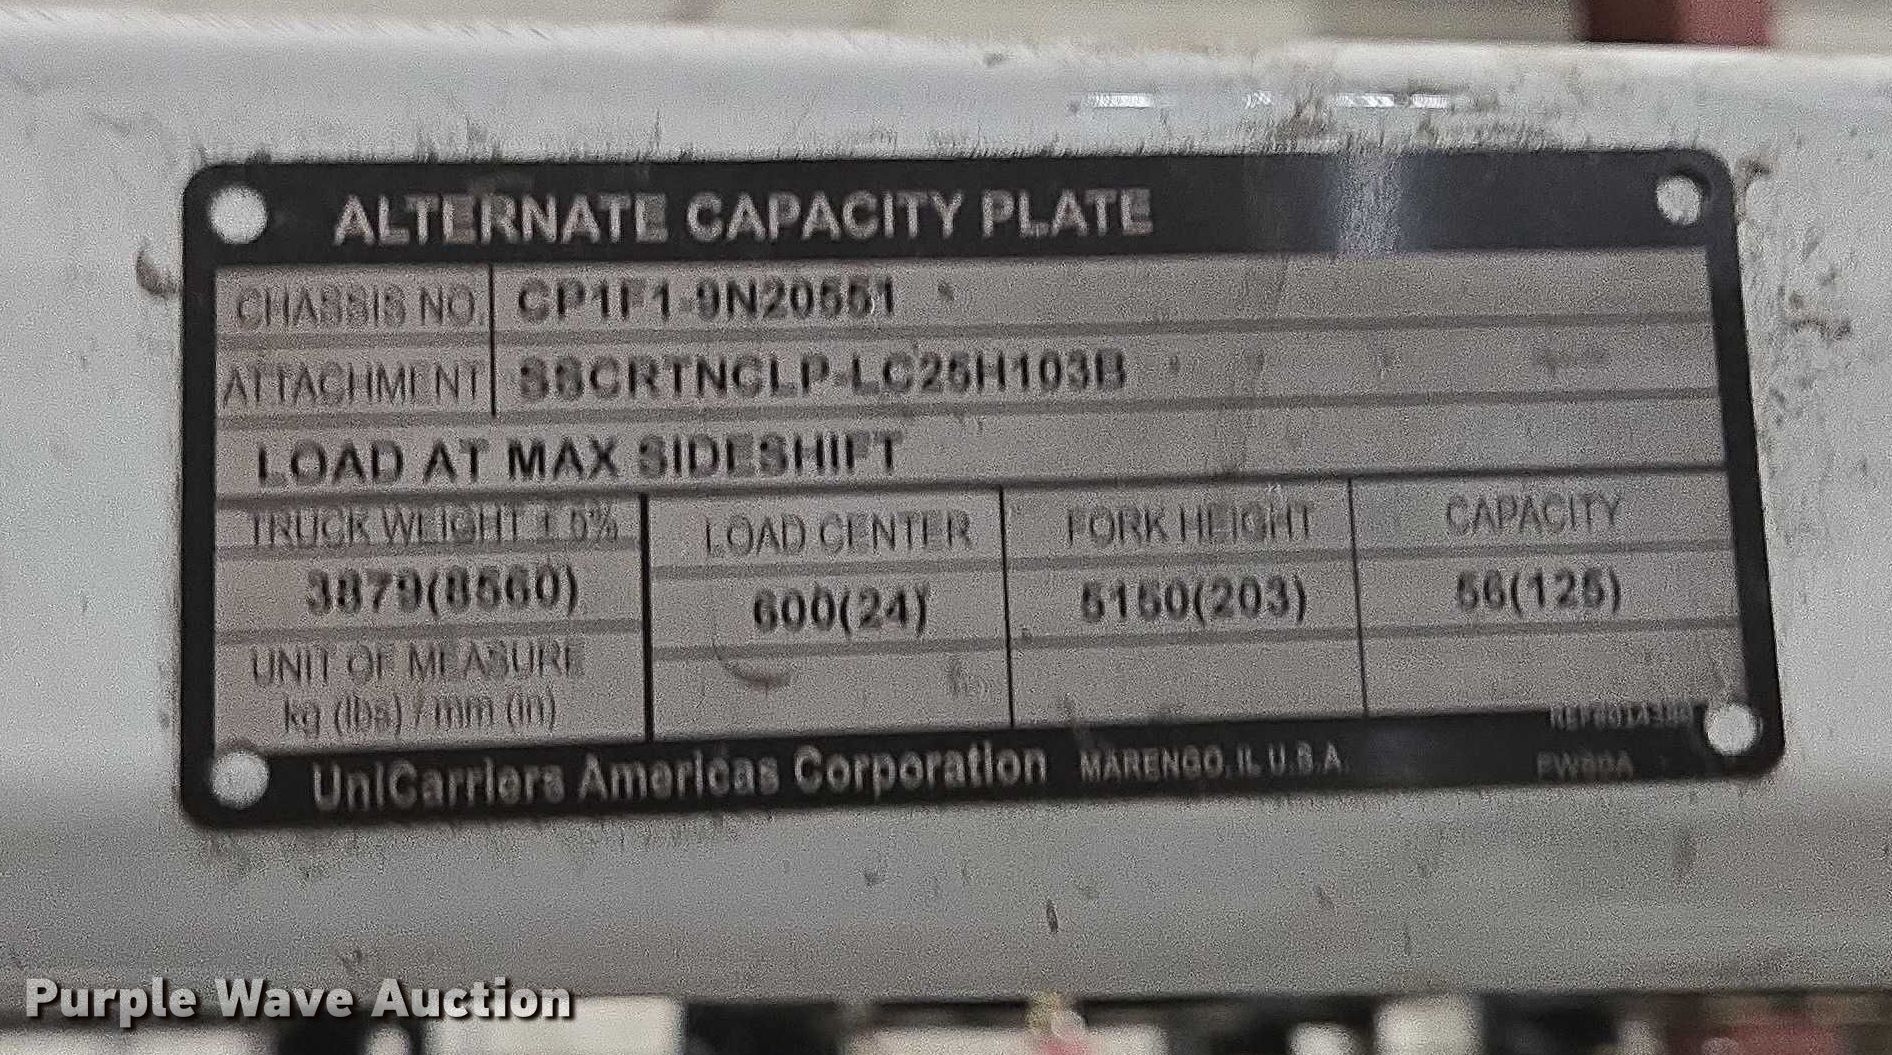 ALTERNATE CAPACITY PLATE
CHASSIS NO. CP1F1-9N20551
ATTACHMENT SSCRTNCLP-LC25H103B
LOAD AT MAX SIDESHIFT
TRUCK WEIGHT ± 5% LOAD CENTER FORK HEIGHT CAPACITY
3879(8560) 600(24) 5150(203) 56(125)
UNIT OF MEASURE
kg (lbs) / mm (in)
UniCarriers Americas Corporation MARENGO, IL U.S.A.
Purple Wave Auction